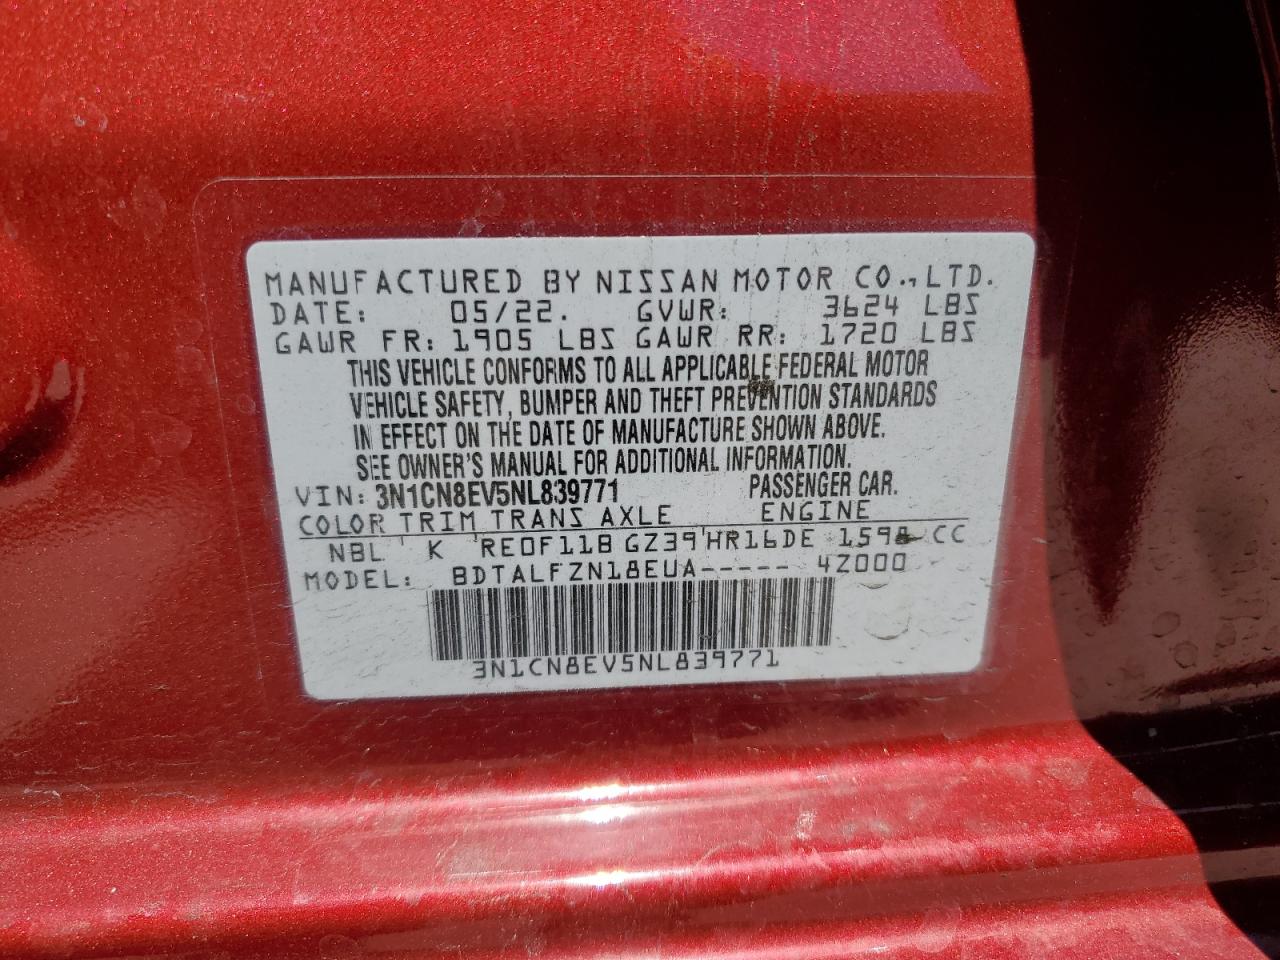 MANUFACTURED BY NISSAN MOTOR CO., LTD.
DATE: 05/22. GVWR: 3624 LBS
GAWR FR: 1905 LBS GAWR RR: 1720 LBS
THIS VEHICLE CONFORMS TO ALL APPLICABLE FEDERAL MOTOR
VEHICLE SAFETY, BUMPER AND THEFT PREVENTION STANDARDS
IN EFFECT ON THE DATE OF MANUFACTURE SHOWN ABOVE.
SEE OWNER'S MANUAL FOR ADDITIONAL INFORMATION.
VIN: 3N1CN8EV5NL839771 PASSENGER CAR.
COLOR TRIM TRANS AXLE ENGINE
NBL K RE0F11B GZ39 HR16DE 1598 CC
MODEL: BDTALFZN18EUA----- 4Z000
3N1CN8EV5NL839771